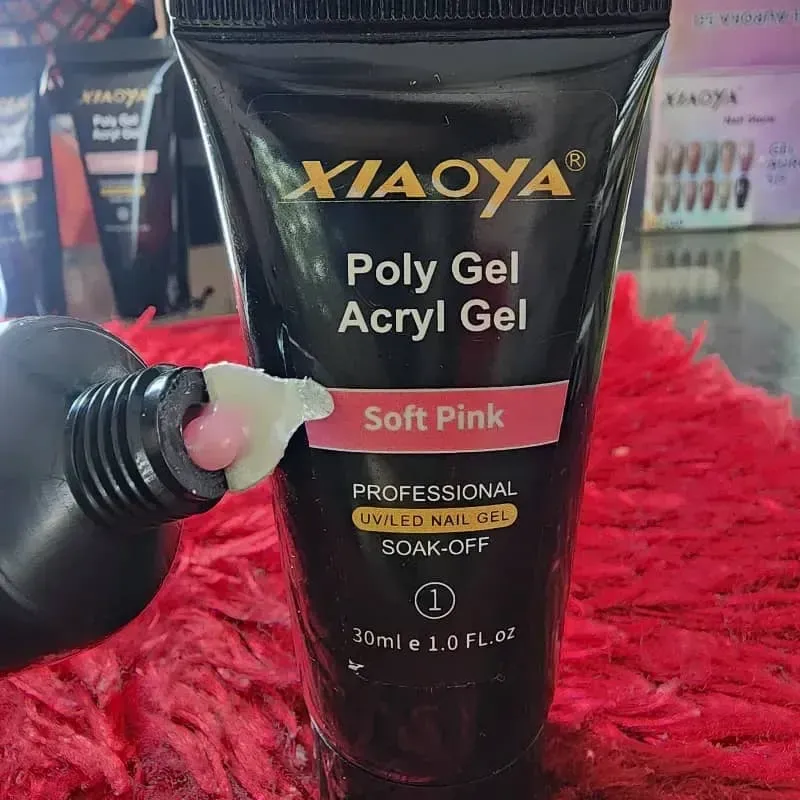 XIAOYA®
Poly Gel
Acryl Gel
Soft Pink
PROFESSIONAL
UV/LED NAIL GEL
SOAK-OFF
1
30ml e 1.0 FL.oz
XIAOYA
Poly Gel
Acryl Gel
XIAOYA